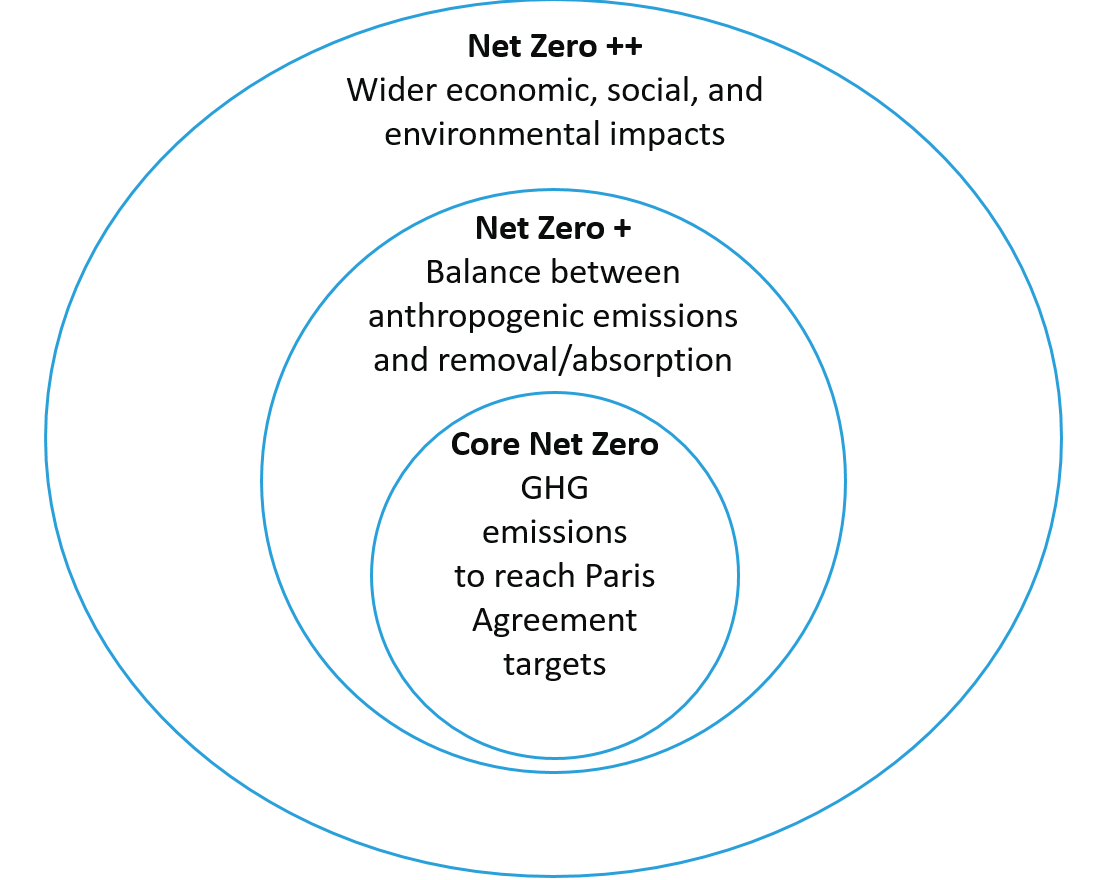 Net Zero ++
Wider economic, social, and
environmental impacts
Net Zero +
Balance between
anthropogenic emissions
and removal/absorption
Core Net Zero
GHG
emissions
to reach Paris
Agreement
targets